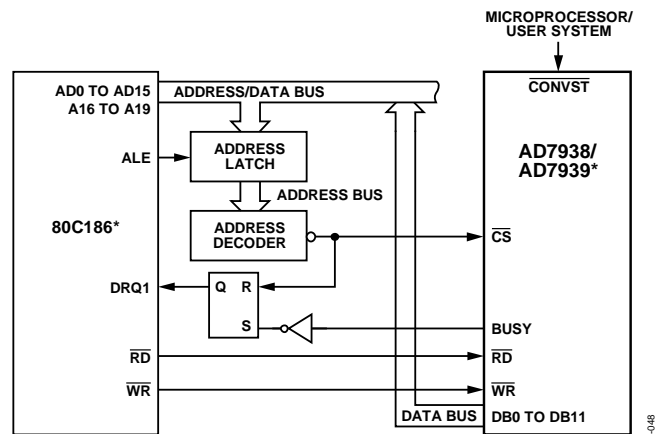 MICROPROCESSOR/
USER SYSTEM
AD0 TO AD15
A16 TO A19
ADDRESS/DATA BUS
CONVST
ALE
ADDRESS
LATCH
AD7938/
AD7939*
ADDRESS BUS
80C186*
ADDRESS
DECODER
CS
DRQ1
Q R
S
BUSY
RD
RD
WR
WR
DATA BUS
DB0 TO DB11
-048